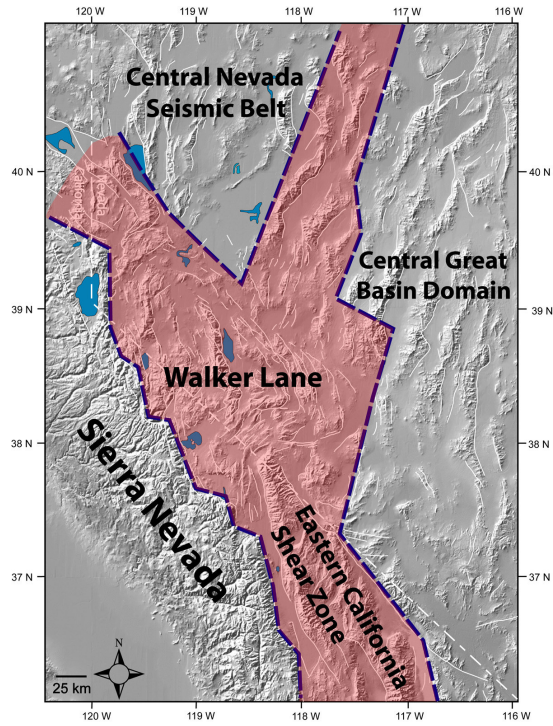 120 W 119 W 118 W 117 W 116 W
Central Nevada
Seismic Belt
40 N 40 N
Central Great
Basin Domain
39 N 39 N
Walker Lane
38 N 38 N
Sierra Nevada
Eastern California
Shear Zone
37 N 37 N
N
25 km
120 W 119 W 118 W 117 W 116 W